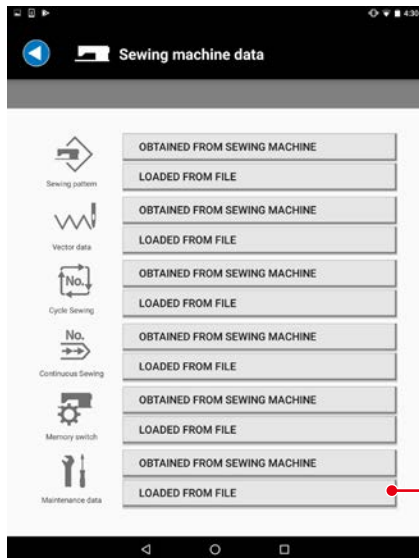 4:30
Sewing machine data
OBTAINED FROM SEWING MACHINE
LOADED FROM FILE
Sewing pattern
OBTAINED FROM SEWING MACHINE
LOADED FROM FILE
Vector data
OBTAINED FROM SEWING MACHINE
No.
LOADED FROM FILE
Cycle Sewing
OBTAINED FROM SEWING MACHINE
No.
LOADED FROM FILE
Continuous Sewing
OBTAINED FROM SEWING MACHINE
LOADED FROM FILE
Memory switch
OBTAINED FROM SEWING MACHINE
LOADED FROM FILE
Maintenance data